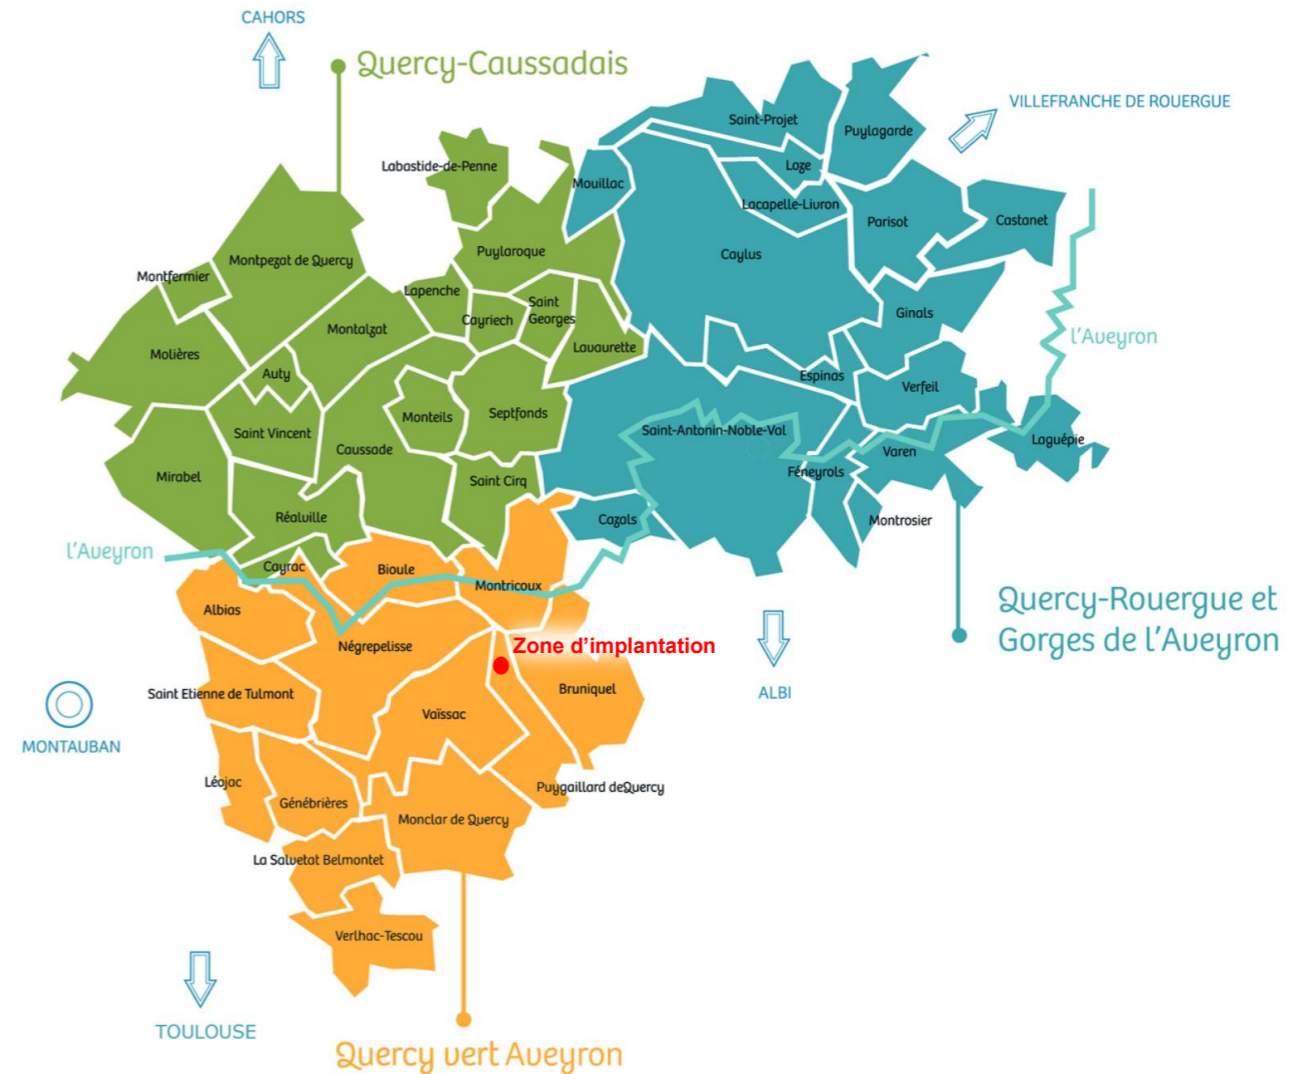 CAHORS
Quercy-Caussadais
VILLEFRANCHE DE ROUERGUE
Saint-Projet
Puylagarde
Labastide-de-Penne
Loze
Mouillac
Lacapelle-Livron
Parisot
Castanet
Puylaroque
Caylus
Montpezat de Quercy
Montfermier
Lapenche
Saint
Georges
Cayriech
Ginals
Montalzat
l'Aveyron
Lavaurette
Molières
Auty
Espinas
Verfeil
Monteils
Septfonds
Saint Vincent
Saint-Antonin-Noble-Val
Laguépie
Caussade
Varen
Mirabel
Saint Cirq
Féneyrols
Réalville
Cazals
Montrosier
l'Aveyron
Cayrac
Bioule
Montricoux
Quercy-Rouergue et
Gorges de l'Aveyron
Albias
Négrepelisse
Zone d'implantation
Bruniquel
ALBI
Saint Etienne de Tulmont
Vaïssac
MONTAUBAN
Léojac
Puygaillard deQuercy
Génébrières
Monclar de Quercy
La Salvetat Belmontet
Verlhac-Tescou
TOULOUSE
Quercy vert Aveyron